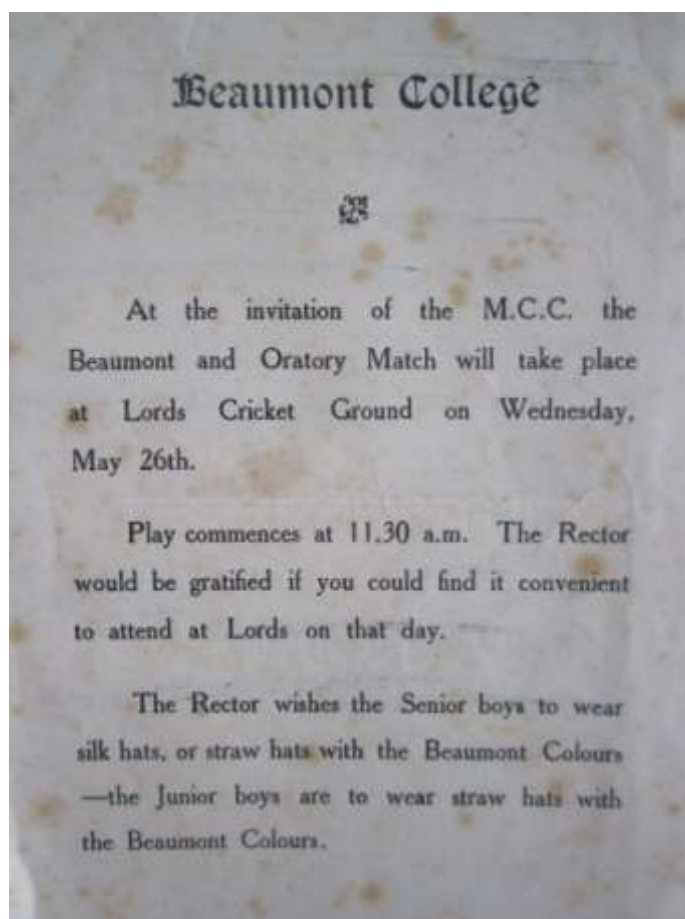 Beaumont College
At the invitation of the M.C.C. the
Beaumont and Oratory Match will take place
at Lords Cricket Ground on Wednesday,
May 26th.
Play commences at 11.30 a.m. The Rector
would be gratified if you could find it convenient
to attend at Lords on that day.
The Rector wishes the Senior boys to wear
silk hats, or straw hats with the Beaumont Colours
—the Junior boys are to wear straw hats with
the Beaumont Colours.